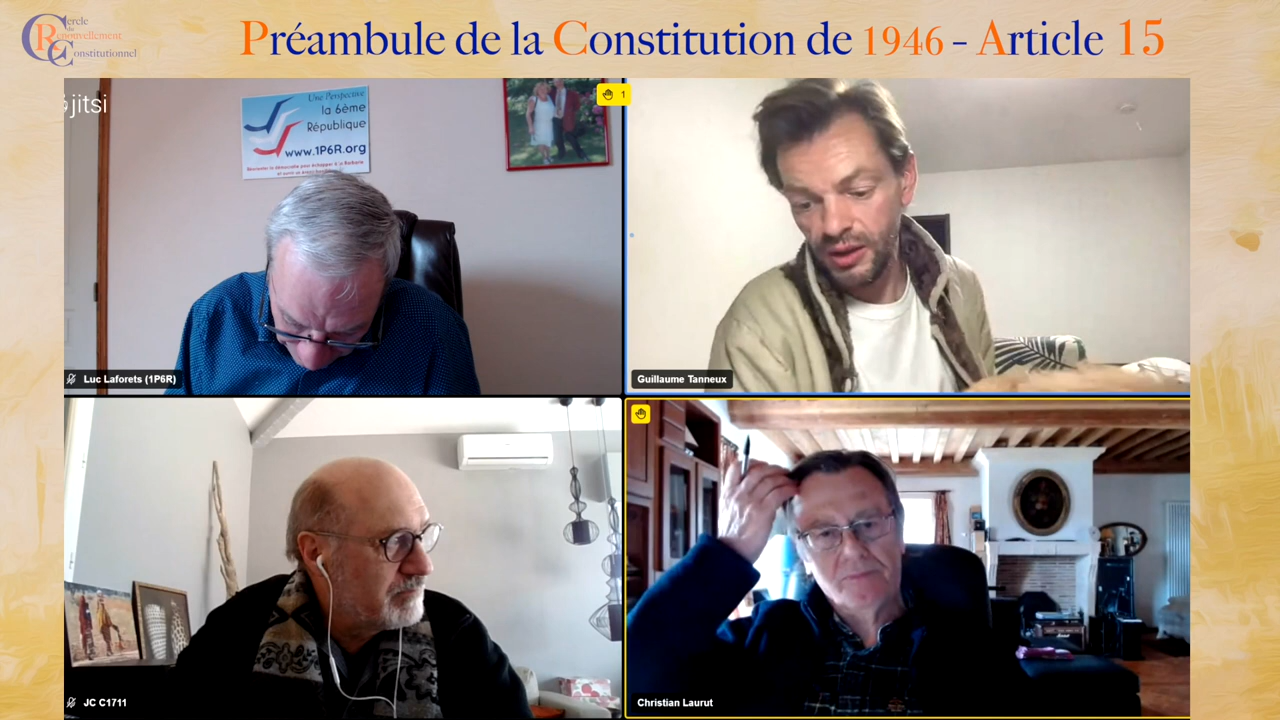 Cercle
de
Renouvellement
Constitutionnel
Préambule de la Constitution de 1946 - Article 15
jitsi
Une Perspective
la 6ème
République
www.1P6R.org
1
Luc Laforets (1P6R)
Guillaume Tanneux
JC C1711
Christian Laurut